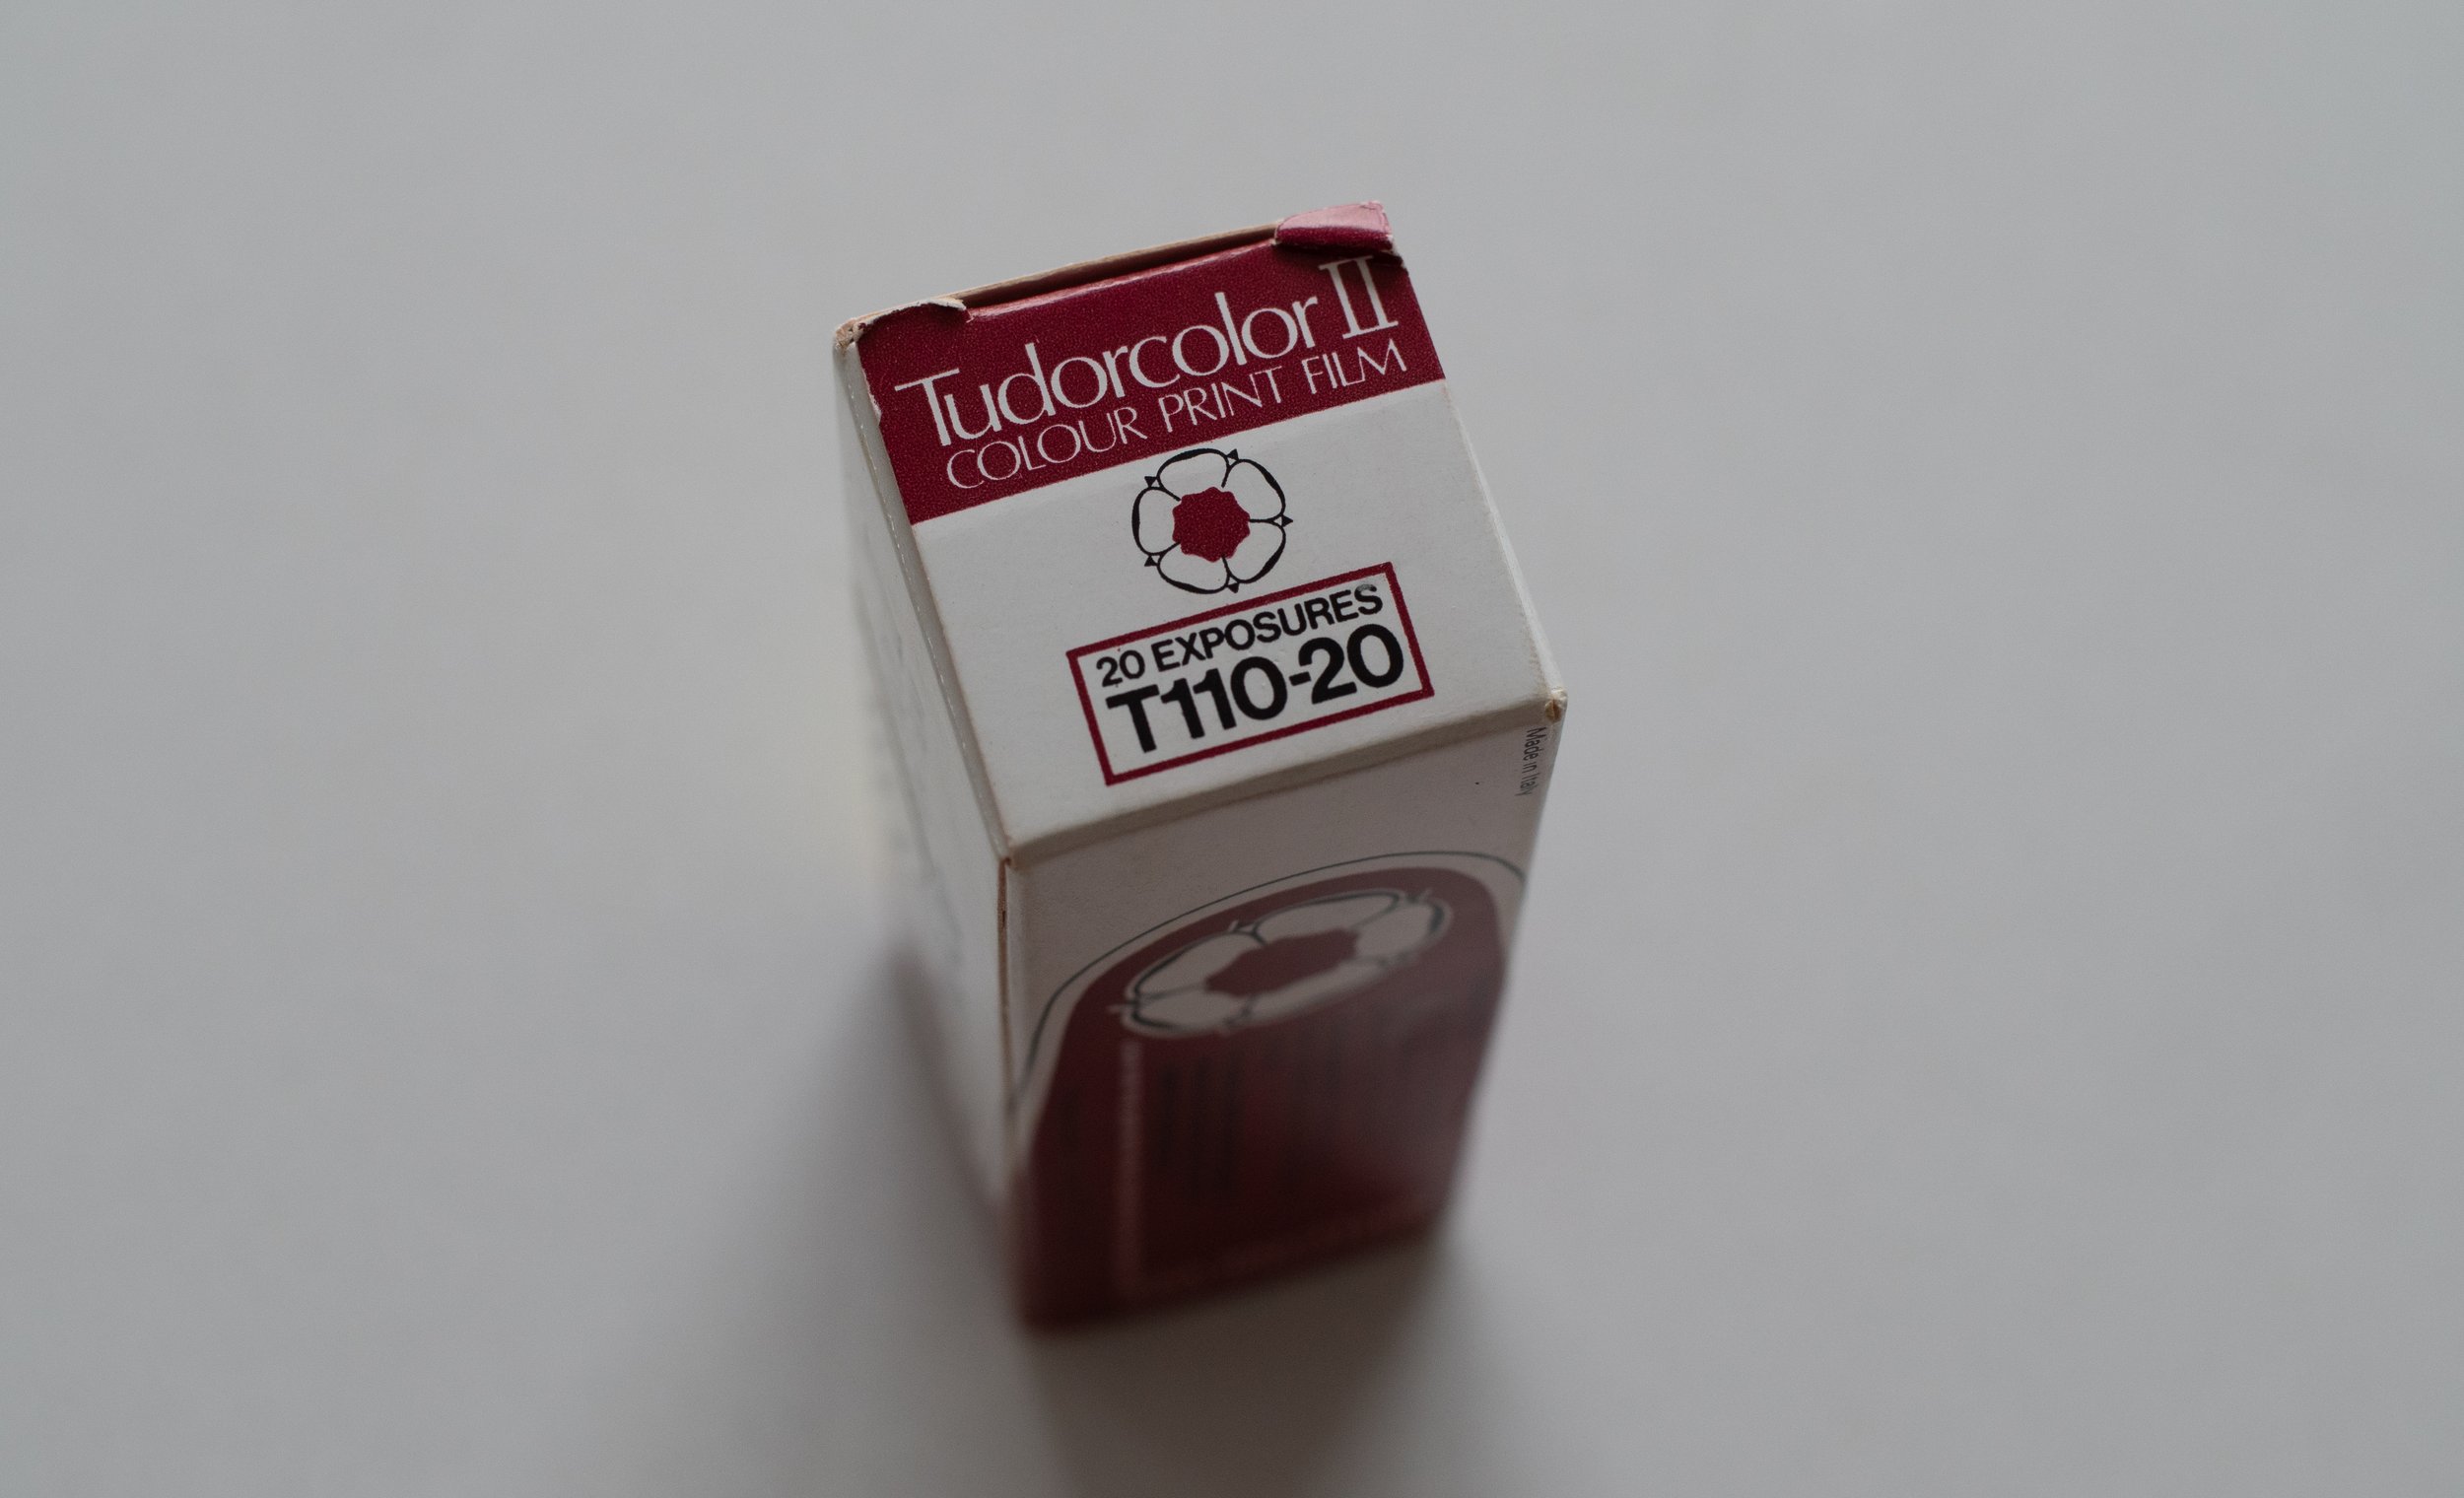 Tudorcolor II
COLOUR PRINT FILM
20 EXPOSURES
T110-20
Made in Italy